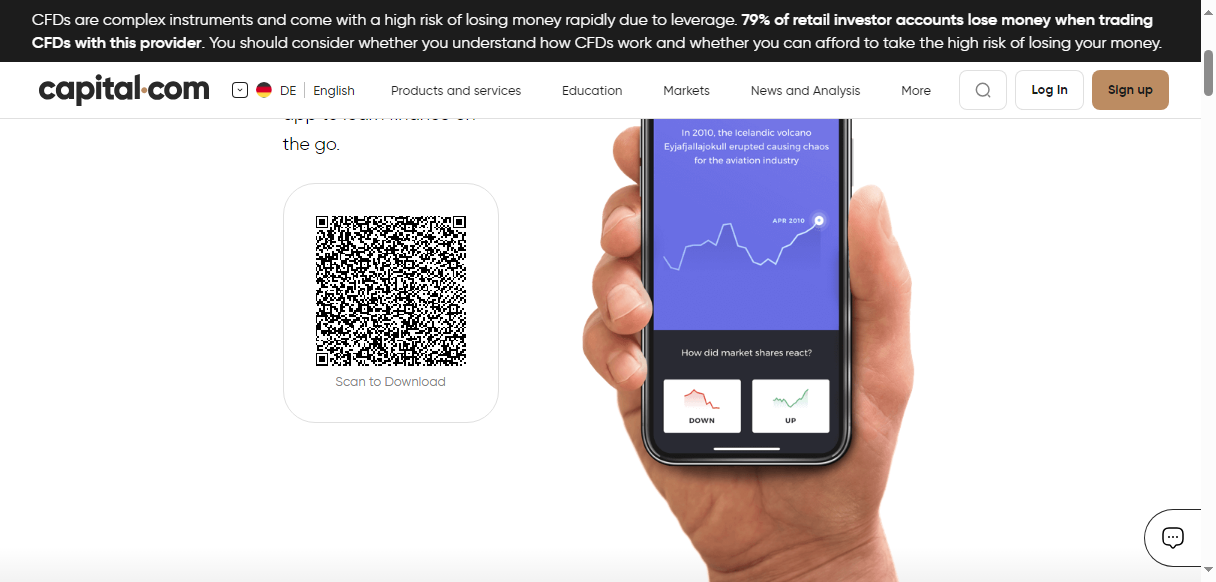 CFDs are complex instruments and come with a high risk of losing money rapidly due to leverage. 79% of retail investor accounts lose money when trading
CFDs with this provider. You should consider whether you understand how CFDs work and whether you can afford to take the high risk of losing your money.
capital.com DE English Products and services Education Markets News and Analysis More Log In Sign up
app to learn finance on
the go.
Scan to Download
In 2010, the Icelandic volcano
Eyjafjallajokull erupted causing chaos
for the aviation industry
APR 2010
How did market shares react?
DOWN UP